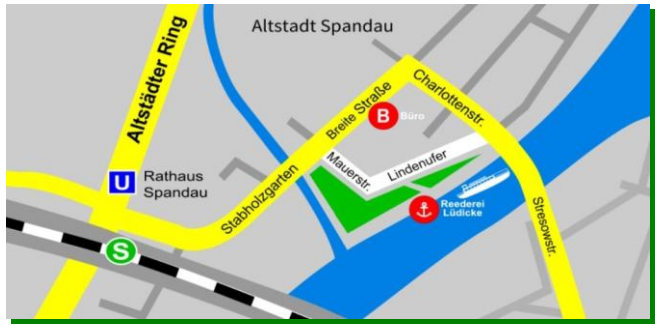 Altstadt Spandau
Altstädter Ring
Breite Straße
Charlottenstr.
B Büro
Mauerstr.
Lindenufer
U Rathaus
Spandau
Stabholzgarten
Reederei
Lüdicke
Stresowstr.
S